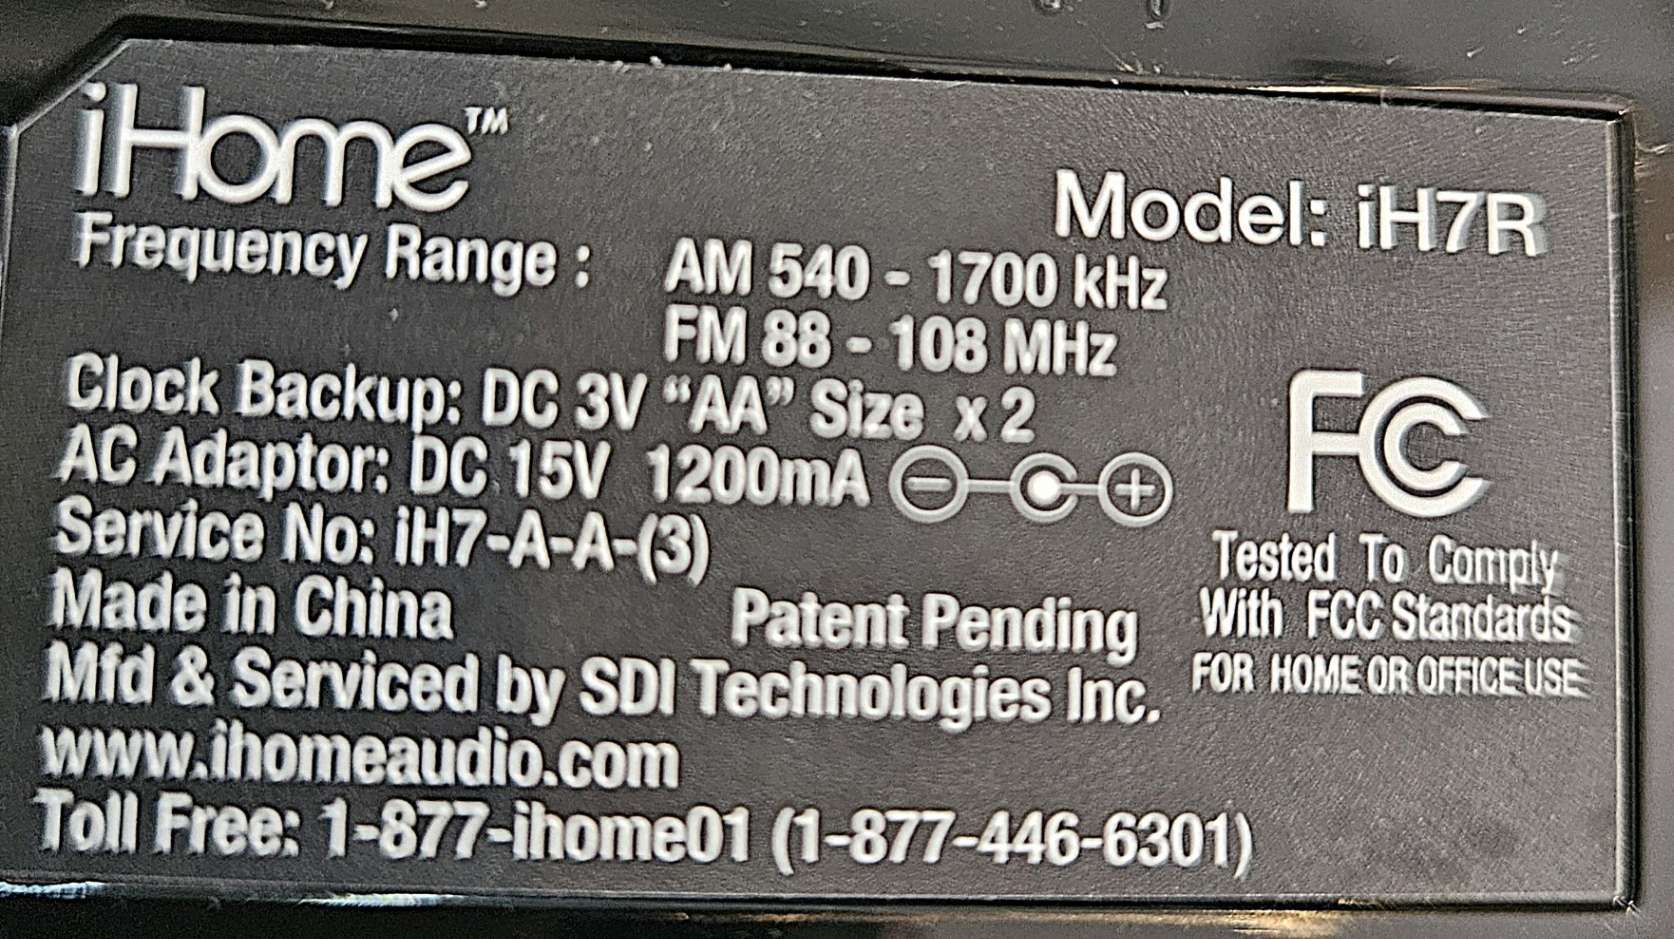 iHome™
Model: iH7R
Frequency Range : AM 540 - 1700 kHz
FM 88 - 108 MHz
Clock Backup: DC 3V “AA” Size x 2
AC Adaptor: DC 15V 1200mA
Service No: iH7-A-A-(3)
Made in China
Patent Pending
Mfd & Serviced by SDI Technologies Inc.
www.ihomeaudio.com
Toll Free: 1-877-ihome01 (1-877-446-6301)
FC
Tested To Comply
With FCC Standards
FOR HOME OR OFFICE USE